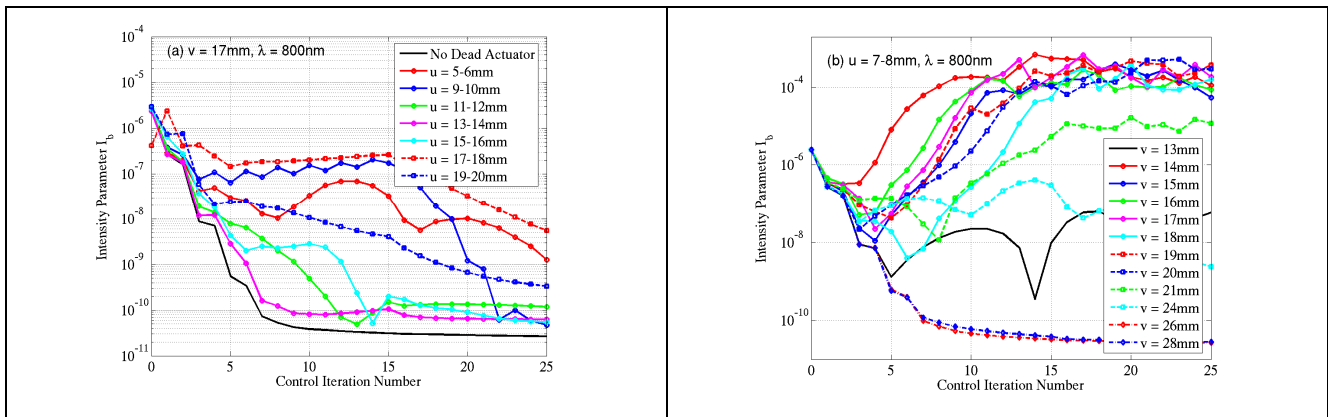 (a) v = 17mm, λ = 800nm
Intensity Parameter I_b
10^-4
10^-5
10^-6
10^-7
10^-8
10^-9
10^-10
10^-11
0
5
10
15
20
25
Control Iteration Number
No Dead Actuator
u = 5-6mm
u = 9-10mm
u = 11-12mm
u = 13-14mm
u = 15-16mm
u = 17-18mm
u = 19-20mm
(b) u = 7-8mm, λ = 800nm
Intensity Parameter I_b
10^-4
10^-6
10^-8
10^-10
0
5
10
15
20
25
Control Iteration Number
v = 13mm
v = 14mm
v = 15mm
v = 16mm
v = 17mm
v = 18mm
v = 19mm
v = 20mm
v = 21mm
v = 24mm
v = 26mm
v = 28mm